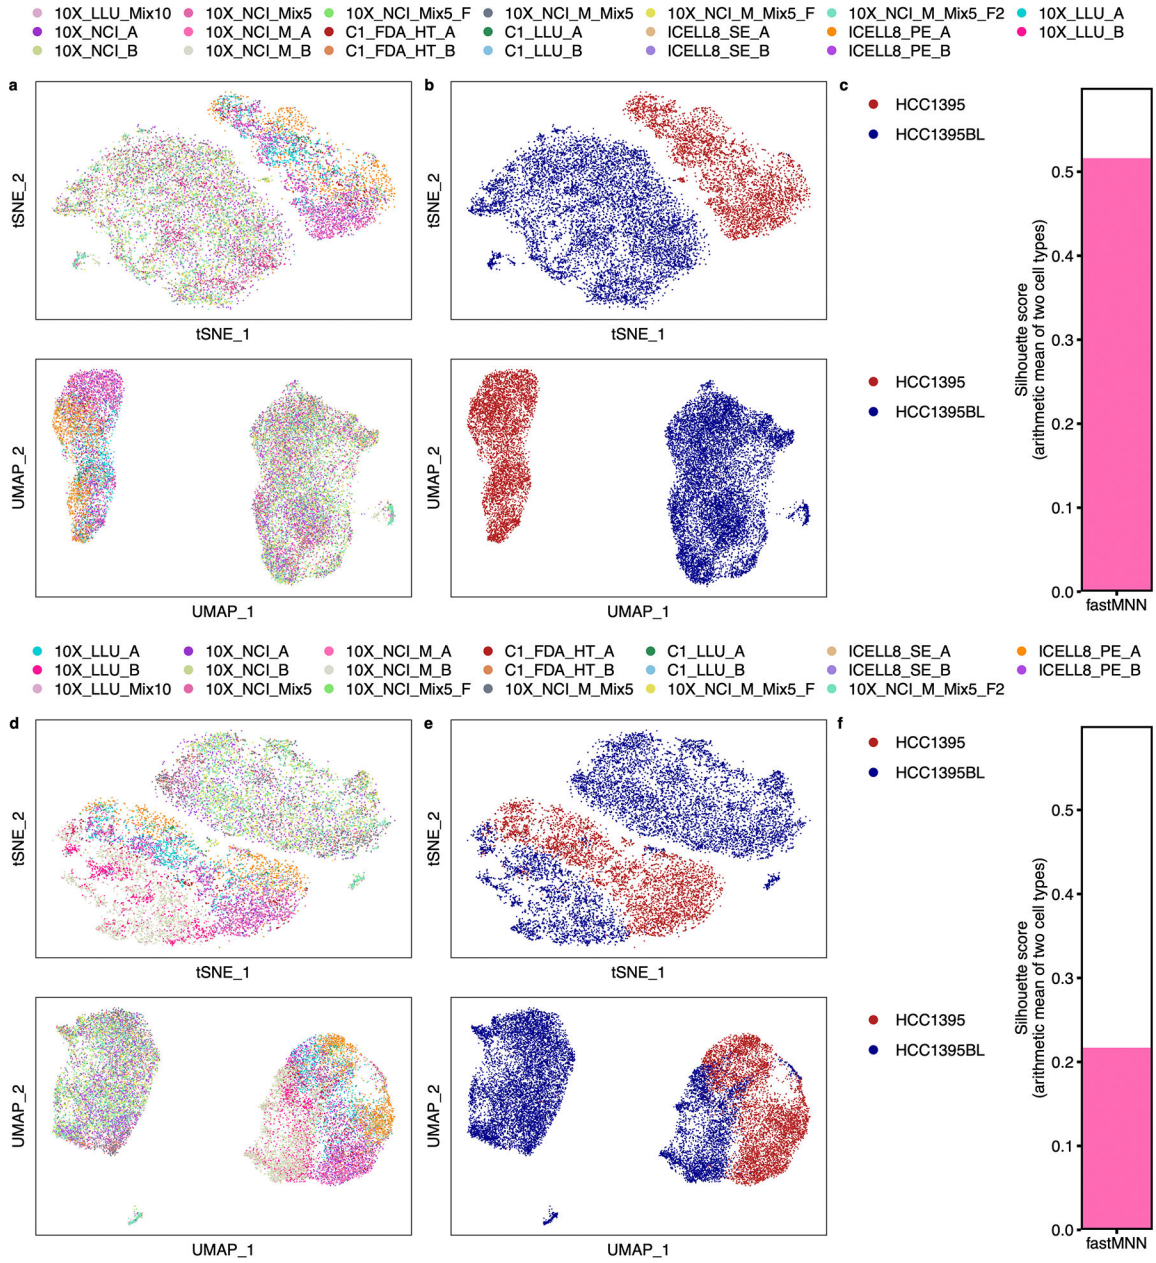 10X_LLU_Mix10 10X_NCI_Mix5 10X_NCI_Mix5_F 10X_NCI_M_Mix5 10X_NCI_M_Mix5_F 10X_NCI_M_Mix5_F2 10X_LLU_A
10X_NCI_A 10X_NCI_M_A C1_FDA_HT_A C1_LLU_A ICELL8_SE_A ICELL8_PE_A 10X_LLU_B
10X_NCI_B 10X_NCI_M_B C1_FDA_HT_B C1_LLU_B ICELL8_SE_B ICELL8_PE_B
a
tSNE_2
tSNE_1
UMAP_2
UMAP_1
b
tSNE_2
tSNE_1
HCC1395
HCC1395BL
UMAP_2
UMAP_1
HCC1395
HCC1395BL
c
Silhouette score
(arithmetic mean of two cell types)
0.5
0.4
0.3
0.2
0.1
0.0
fastMNN
10X_LLU_A 10X_NCI_A 10X_NCI_M_A C1_FDA_HT_A C1_LLU_A ICELL8_SE_A ICELL8_PE_A
10X_LLU_B 10X_NCI_B 10X_NCI_M_B C1_FDA_HT_B C1_LLU_B ICELL8_SE_B ICELL8_PE_B
10X_LLU_Mix10 10X_NCI_Mix5 10X_NCI_Mix5_F 10X_NCI_M_Mix5 10X_NCI_M_Mix5_F 10X_NCI_M_Mix5_F2
d
tSNE_2
tSNE_1
UMAP_2
UMAP_1
e
tSNE_2
tSNE_1
HCC1395
HCC1395BL
UMAP_2
UMAP_1
HCC1395
HCC1395BL
f
Silhouette score
(arithmetic mean of two cell types)
0.5
0.4
0.3
0.2
0.1
0.0
fastMNN